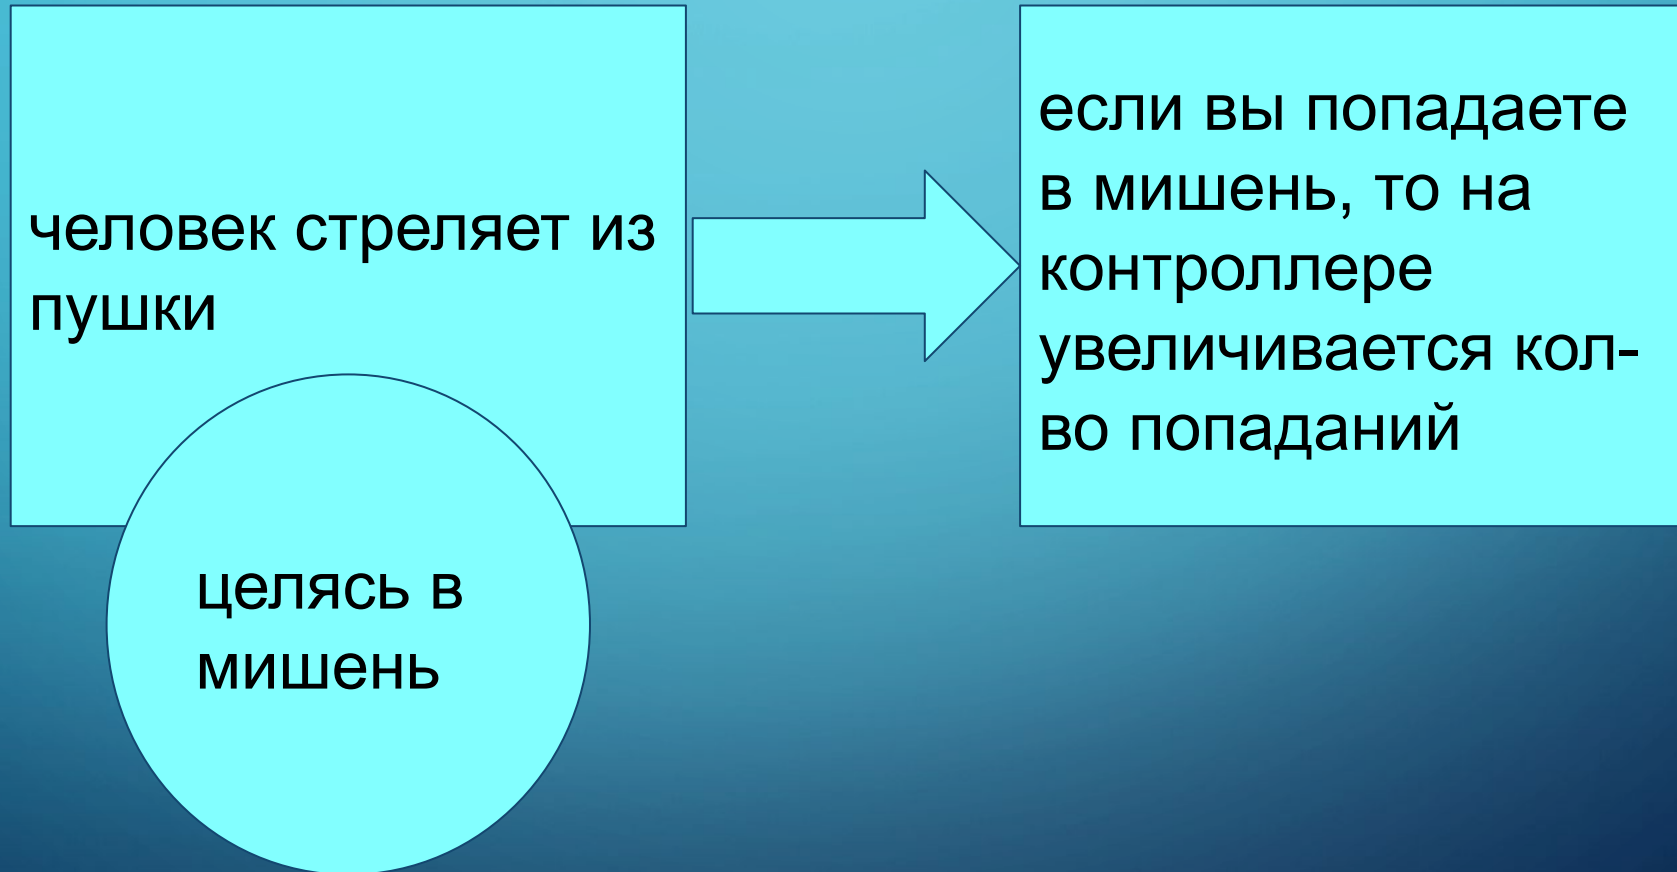 человек стреляет из
пушки
целясь в
мишень
если вы попадаете
в мишень, то на
контроллере
увеличивается кол-
во попаданий